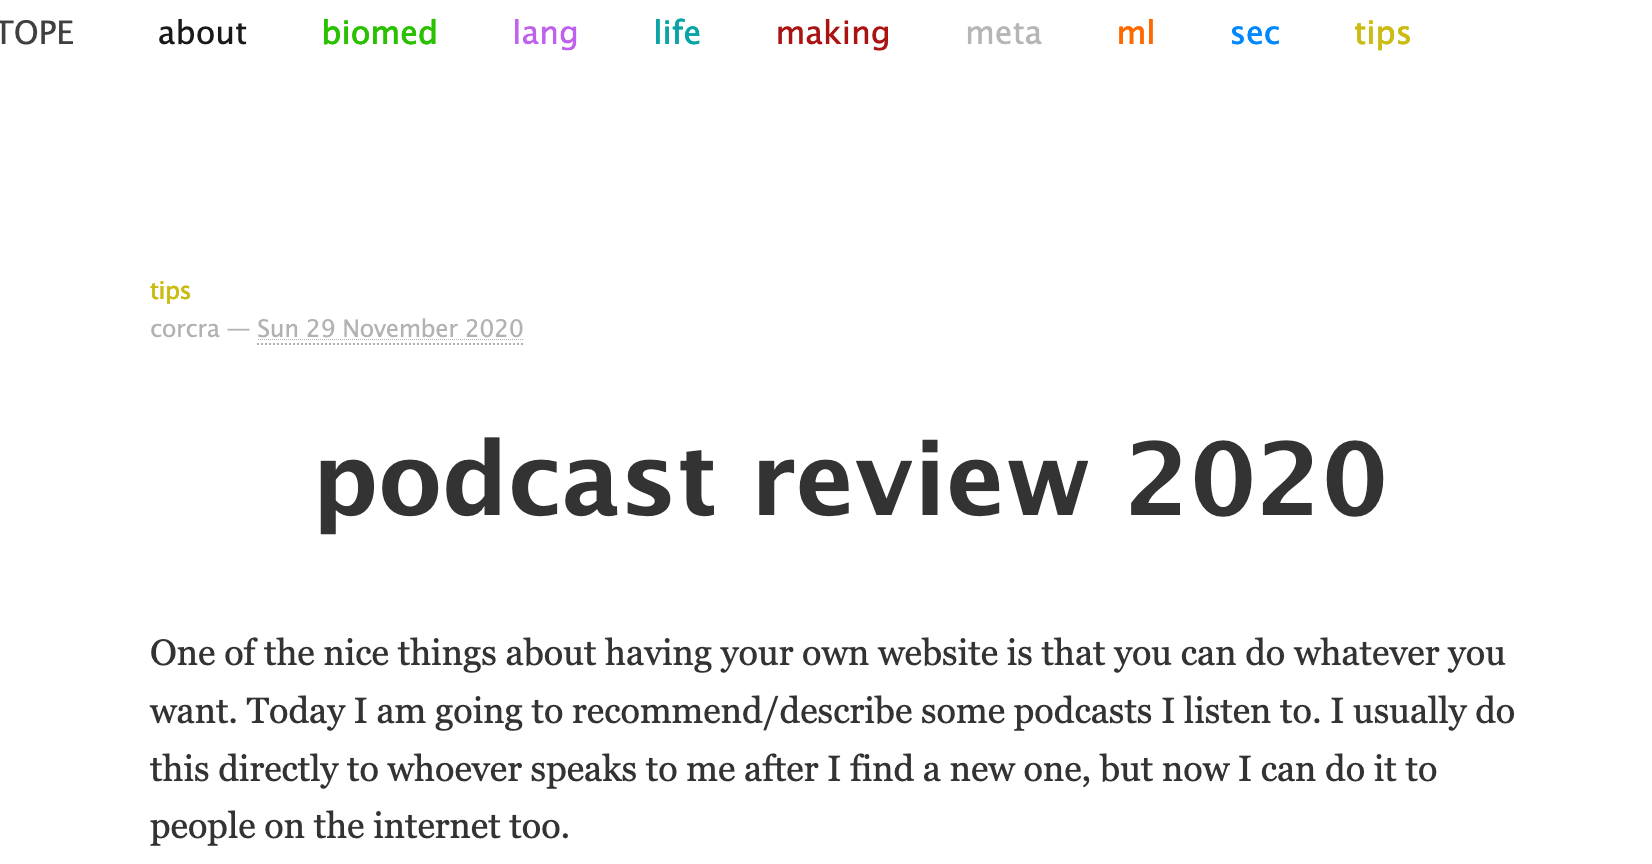 TOPE about biomed lang life making meta ml sec tips
tips
corcra — Sun 29 November 2020
podcast review 2020
One of the nice things about having your own website is that you can do whatever you
want. Today I am going to recommend/describe some podcasts I listen to. I usually do
this directly to whoever speaks to me after I find a new one, but now I can do it to
people on the internet too.